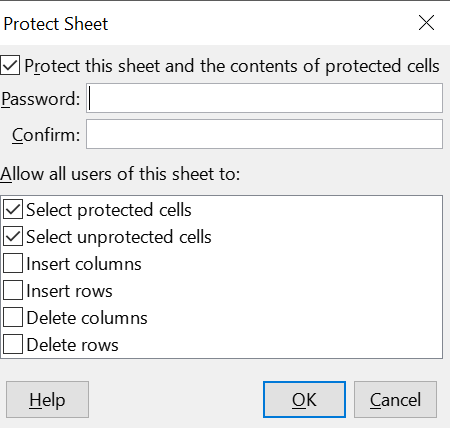 Protect Sheet
Protect this sheet and the contents of protected cells
Password:
Confirm:
Allow all users of this sheet to:
Select protected cells
Select unprotected cells
Insert columns
Insert rows
Delete columns
Delete rows
Help OK Cancel